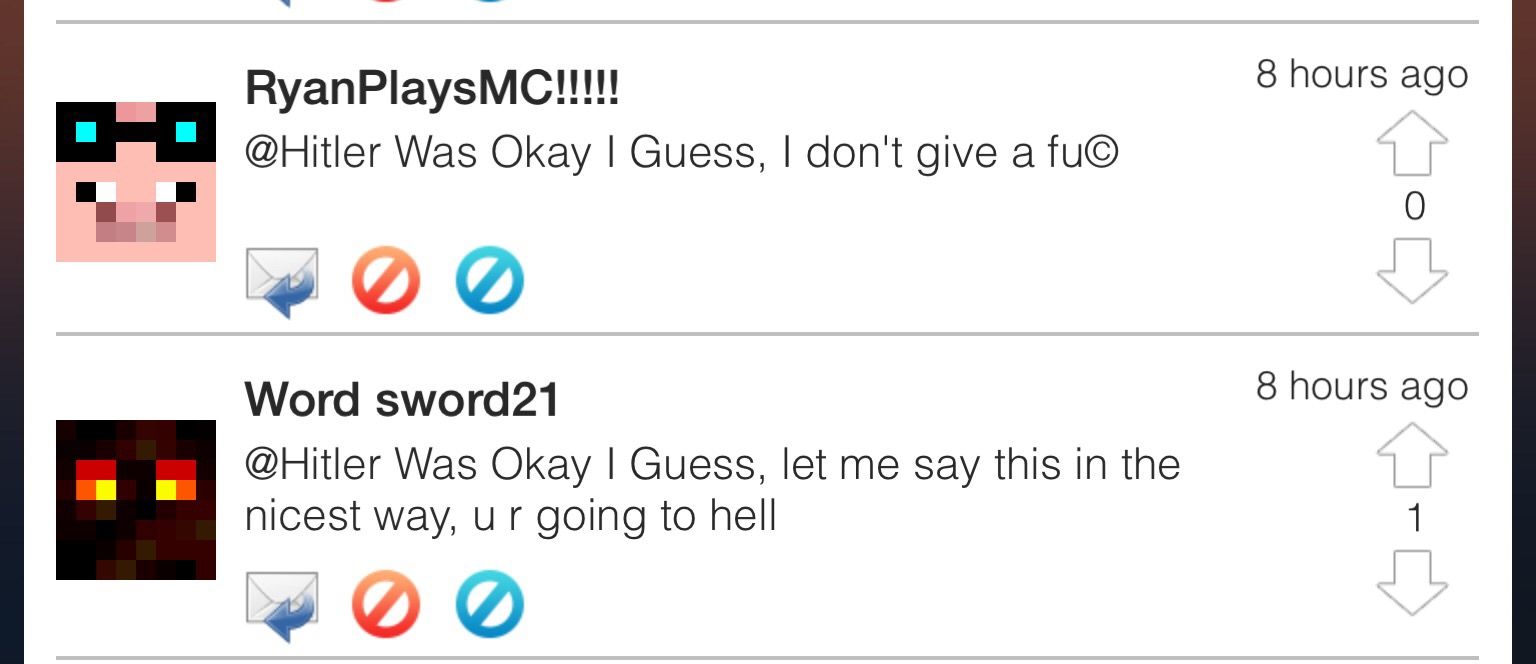 RyanPlaysMC!!!!!
8 hours ago
@Hitler Was Okay I Guess, I don't give a fu©
0
Word sword21
8 hours ago
@Hitler Was Okay I Guess, let me say this in the
nicest way, u r going to hell
1